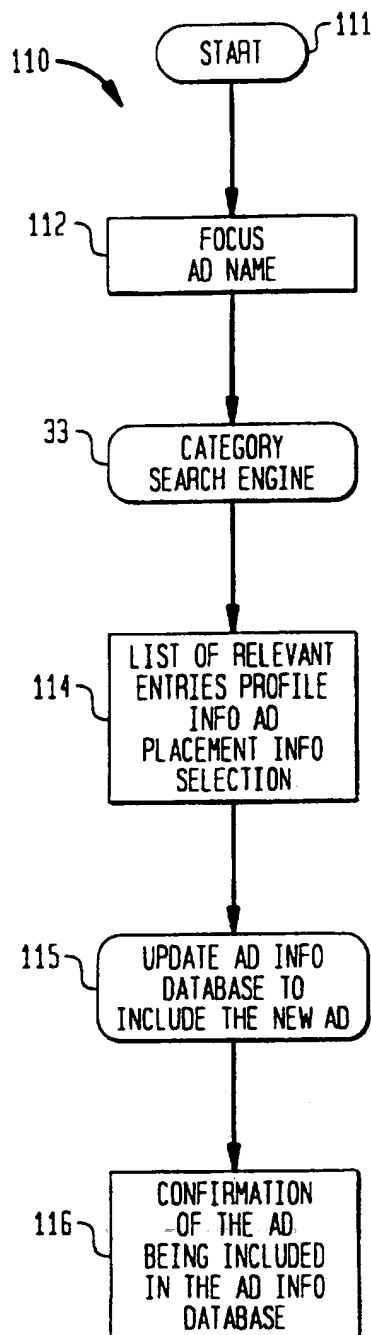 START
111
110
112
FOCUS
AD NAME
33
CATEGORY
SEARCH ENGINE
114
LIST OF RELEVANT
ENTRIES PROFILE
INFO AD
PLACEMENT INFO
SELECTION
115
UPDATE AD INFO
DATABASE TO
INCLUDE THE NEW AD
116
CONFIRMATION
OF THE AD
BEING INCLUDED
IN THE AD INFO
DATABASE